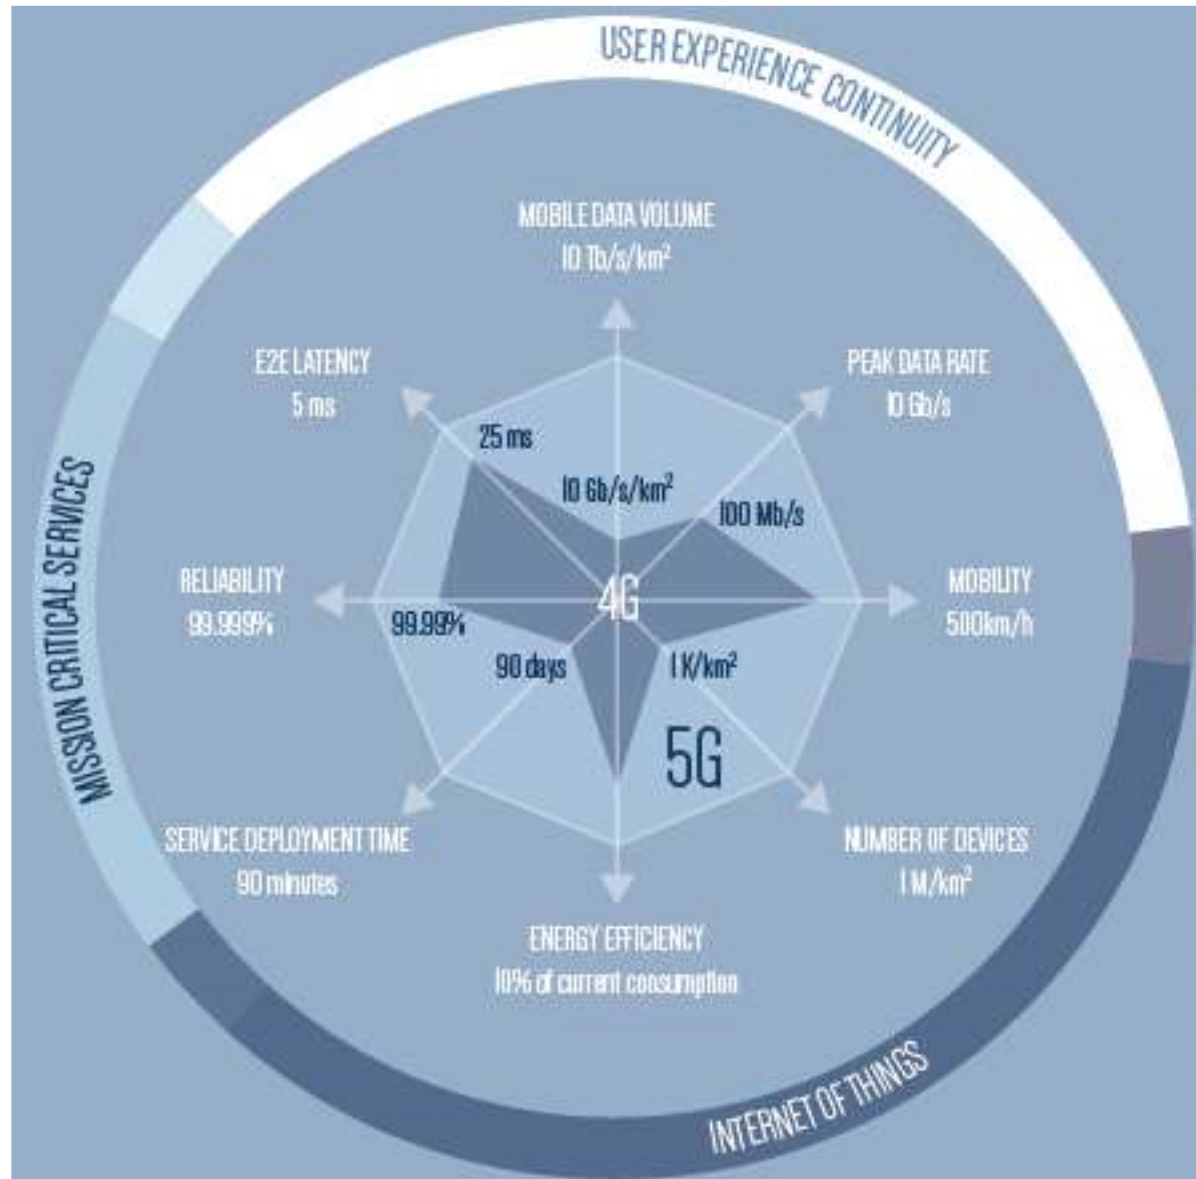 USER EXPERIENCE CONTINUITY
MOBILE DATA VOLUME
10 Tb/s/km²
E2E LATENCY
5 ms
PEAK DATA RATE
10 Gb/s
25 ms
10 Gb/s/km²
100 Mb/s
MISSION CRITICAL SERVICES
RELIABILITY
99.999%
4G
MOBILITY
500km/h
99.99%
90 days
1 K/km²
5G
SERVICE DEPLOYMENT TIME
90 minutes
NUMBER OF DEVICES
1 M/km²
ENERGY EFFICIENCY
10% of current consumption
INTERNET OF THINGS